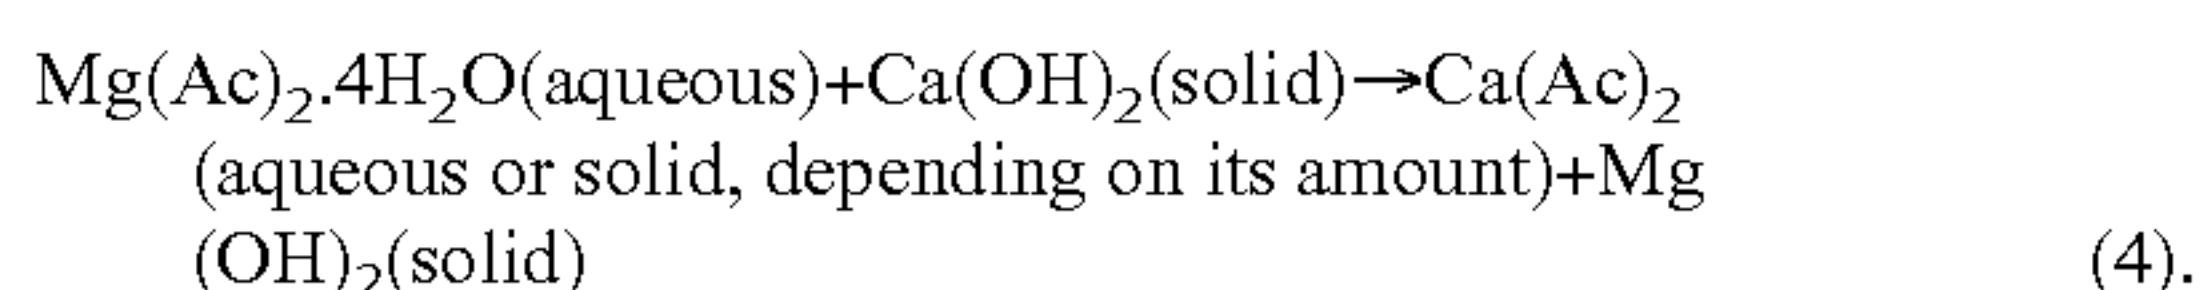 Mg(Ac)₂.4H₂O(aqueous)+Ca(OH)₂(solid)→Ca(Ac)₂
(aqueous or solid, depending on its amount)+Mg
(OH)₂(solid) (4).